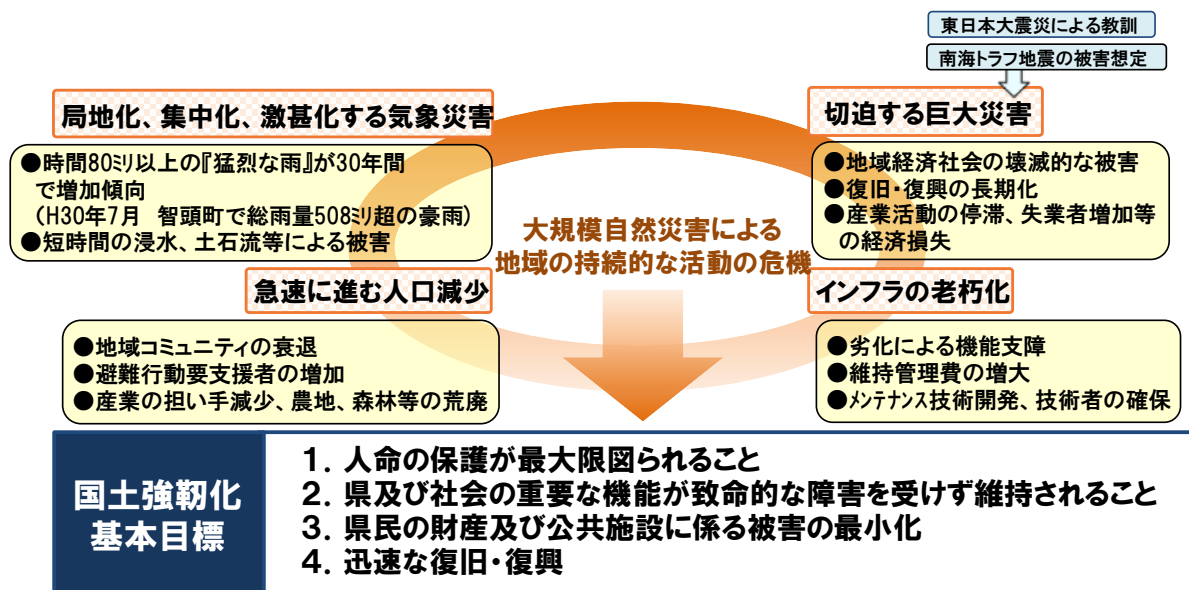 東日本大震災による教訓
南海トラフ地震の被害想定
局地化、集中化、激甚化する気象災害
●時間80ミリ以上の『猛烈な雨』が30年間
で増加傾向
（H30年7月　智頭町で総雨量508ミリ超の豪雨）
●短時間の浸水、土石流等による被害
切迫する巨大災害
●地域経済社会の壊滅的な被害
●復旧・復興の長期化
●産業活動の停滞、失業者増加等
の経済損失
大規模自然災害による
地域の持続的な活動の危機
急速に進む人口減少
●地域コミュニティの衰退
●避難行動要支援者の増加
●産業の担い手減少、農地、森林等の荒廃
インフラの老朽化
●劣化による機能支障
●維持管理費の増大
●メンテナンス技術開発、技術者の確保
国土強靭化
基本目標
1．人命の保護が最大限図られること
2．県及び社会の重要な機能が致命的な障害を受けず維持されること
3．県民の財産及び公共施設に係る被害の最小化
4．迅速な復旧・復興